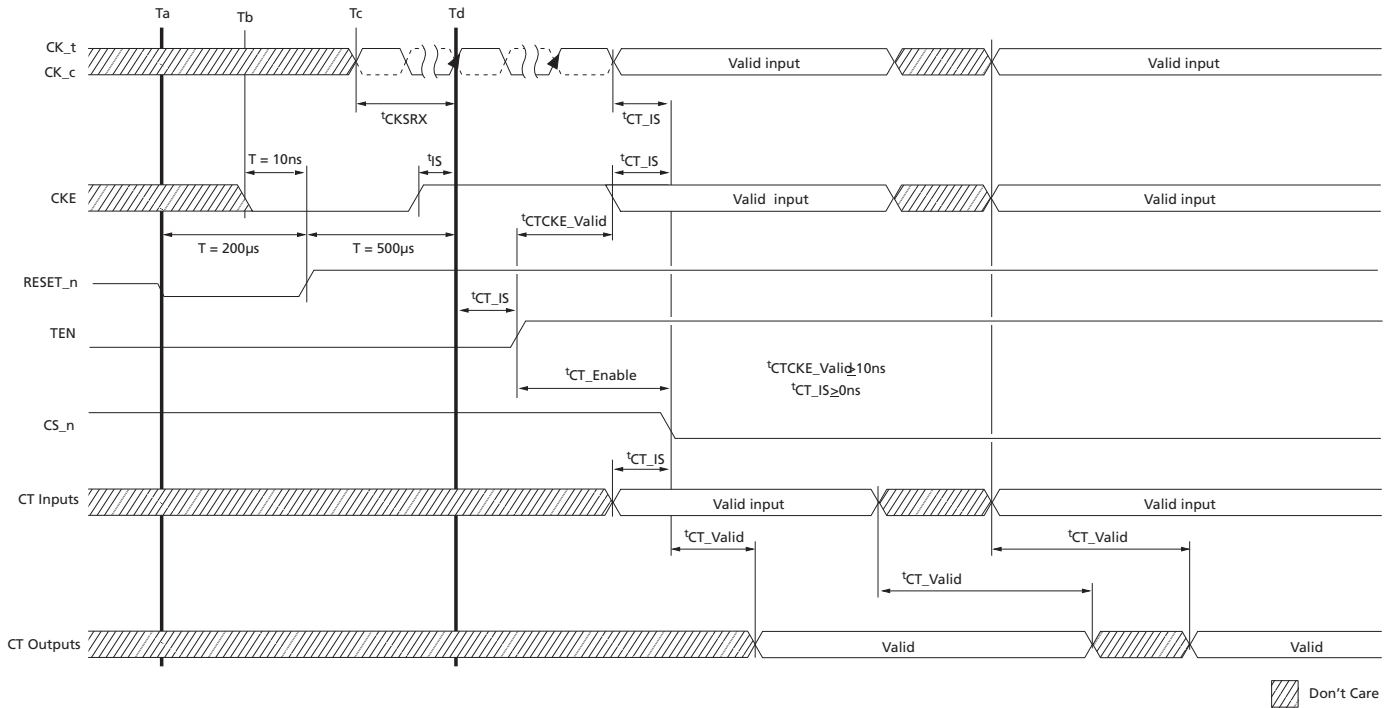 Ta
Tb
Tc
Td
CK_t
CK_c
Valid input
Valid input
tCKSRX
tCT_IS
T = 10ns
tIS
tCT_IS
CKE
Valid input
Valid input
tCTCKE_Valid
T = 200µs
T = 500µs
RESET_n
tCT_IS
TEN
tCT_Enable
tCTCKE_Valid≥10ns
tCT_IS≥0ns
CS_n
tCT_IS
CT Inputs
Valid input
Valid input
tCT_Valid
tCT_Valid
tCT_Valid
CT Outputs
Valid
Valid
Don't Care